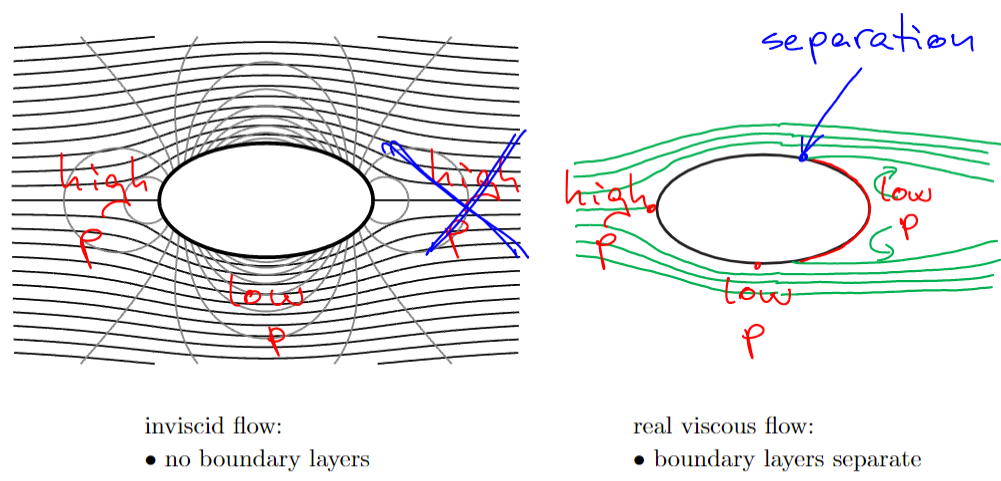 separation
high
p
high
p
low
p
high
p
low
p
low
p
inviscid flow:
• no boundary layers
real viscous flow:
• boundary layers separate